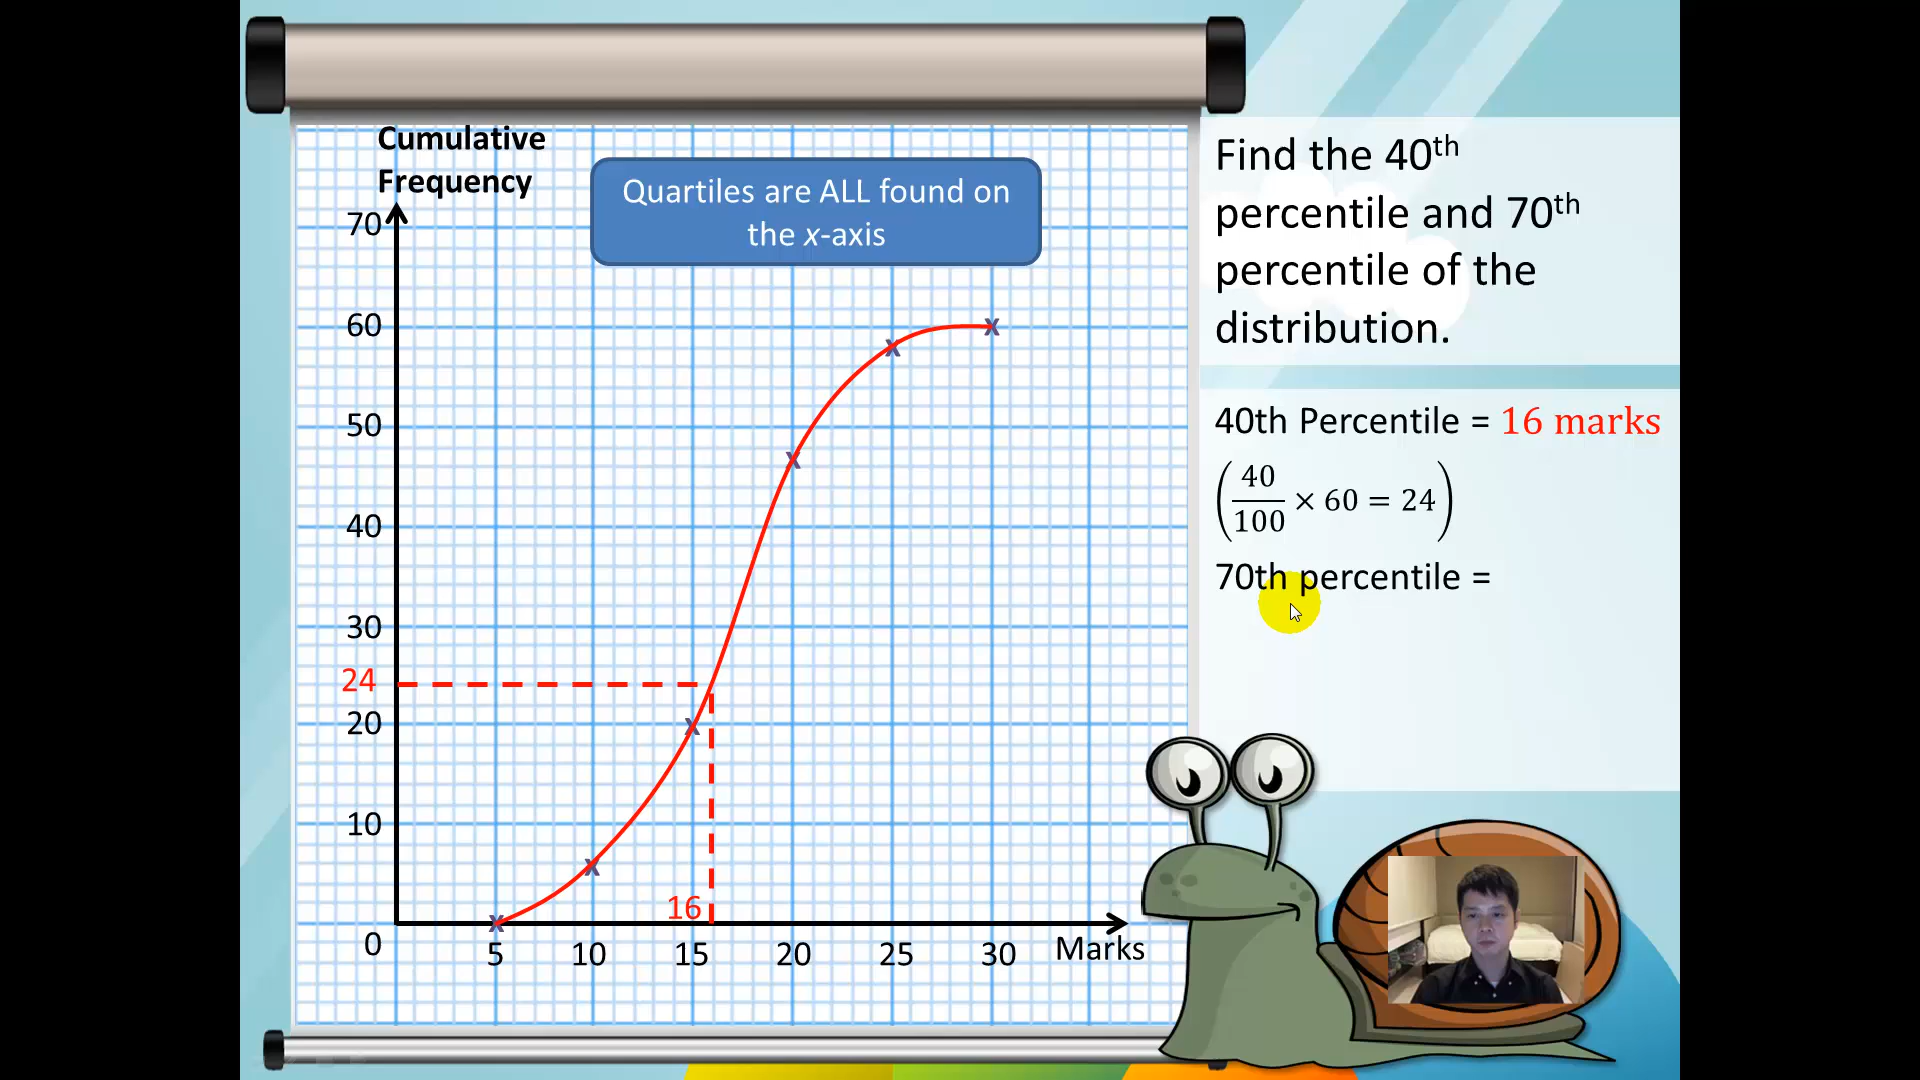 Cumulative
Frequency
Quartiles are ALL found on
the x-axis
70
60
50
40
30
24
20
10
0
16
5 10 15 20 25 30 Marks
Find the 40th
percentile and 70th
percentile of the
distribution.
40th Percentile = 16 marks
(40/100 × 60 = 24)
70th percentile =